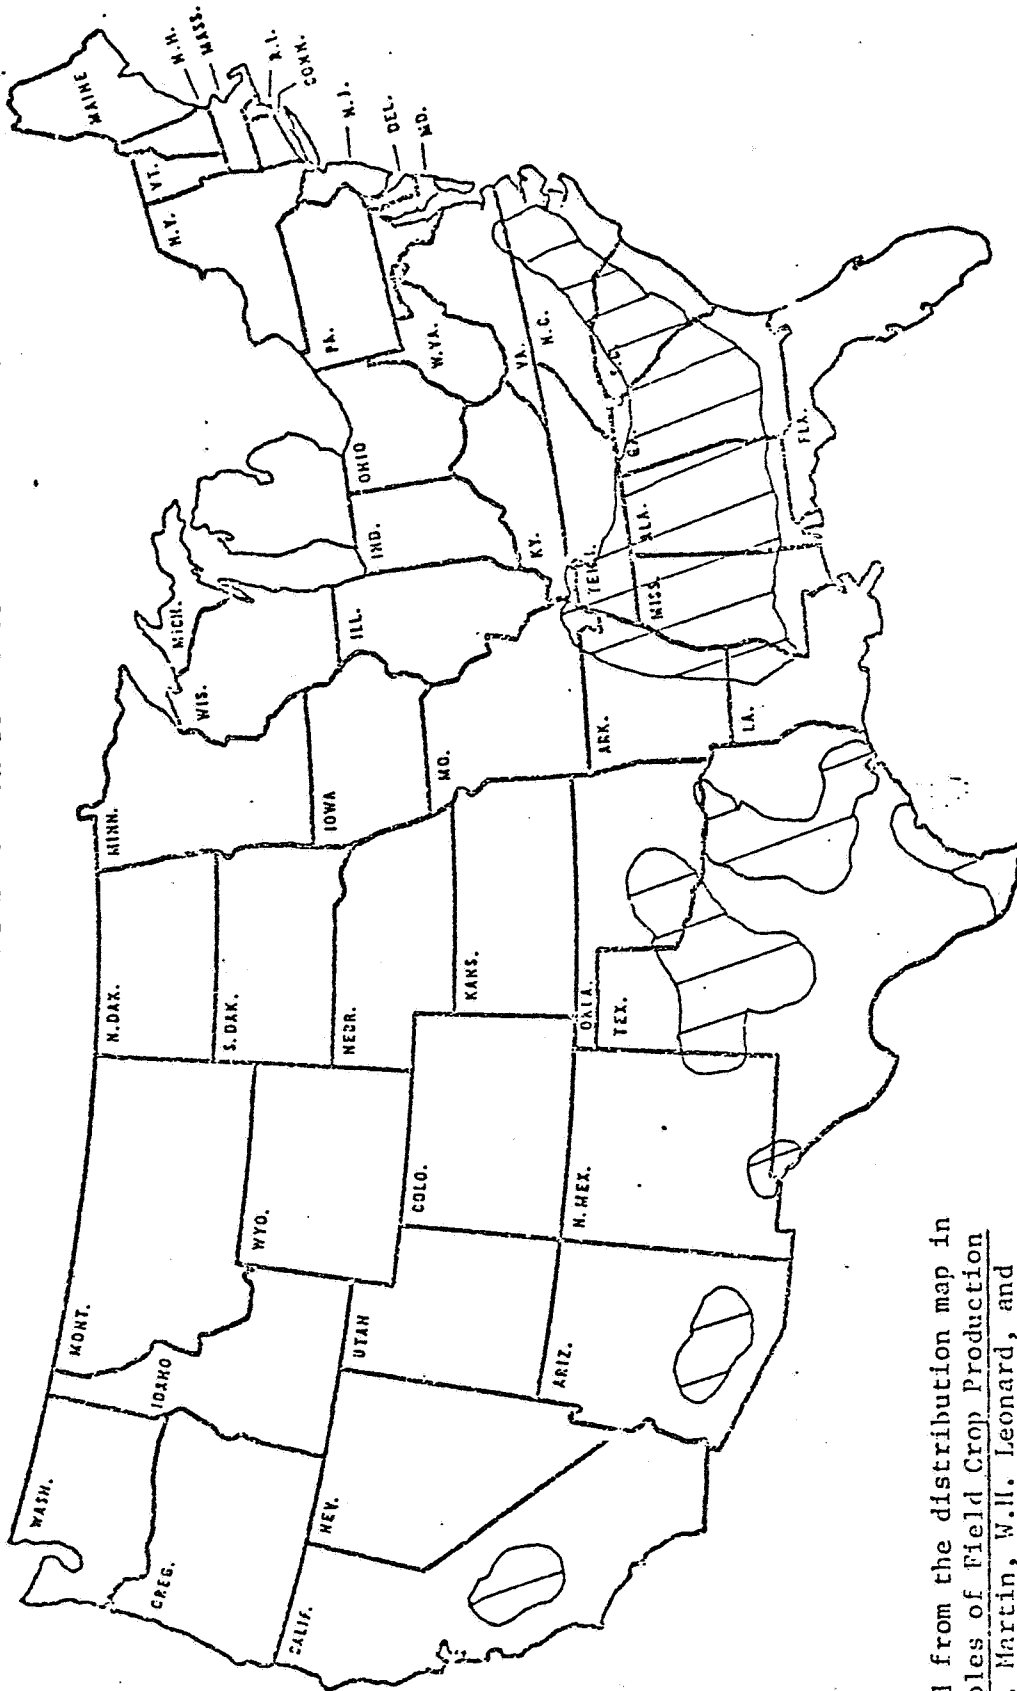 WASH.
MONT.
N.DAK.
MINN.
MAINE
VT.
N.H.
MASS.
R.I.
CONN.
N.Y.
N.J.
DEL.
MD.
OREG.
IDAHO
WYO.
S.DAK.
WIS.
MICH.
PA.
NEV.
UTAH
COLO.
NEBR.
IOWA
ILL.
IND.
OHIO
W.VA.
VA.
CALIF.
ARIZ.
N.MEX.
KANS.
MO.
KY.
N.C.
TEX.
OKLA.
ARK.
TENN.
S.C.
MISS.
ALA.
GA.
LA.
FLA.
from the distribution map in
of Field Crop Production
Martin, W.H. Leonard, and